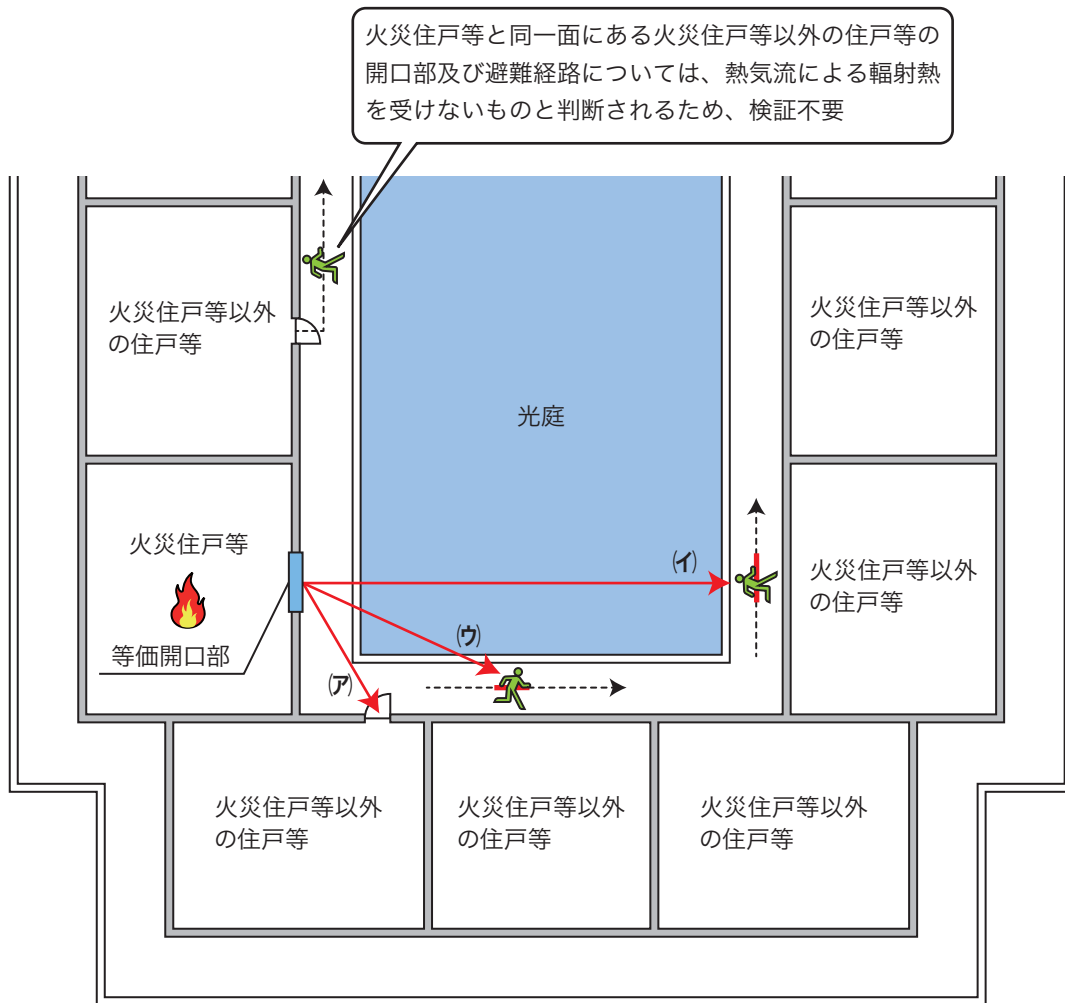 火災住戸等と同一面にある火災住戸等以外の住戸等の
開口部及び避難経路については、熱気流による輻射熱
を受けないものと判断されるため、検証不要
火災住戸等以外
の住戸等
火災住戸等以外
の住戸等
光庭
火災住戸等
(イ)
火災住戸等以外
の住戸等
(ウ)
等価開口部
(ア)
火災住戸等以外
の住戸等
火災住戸等以外
の住戸等
火災住戸等以外
の住戸等